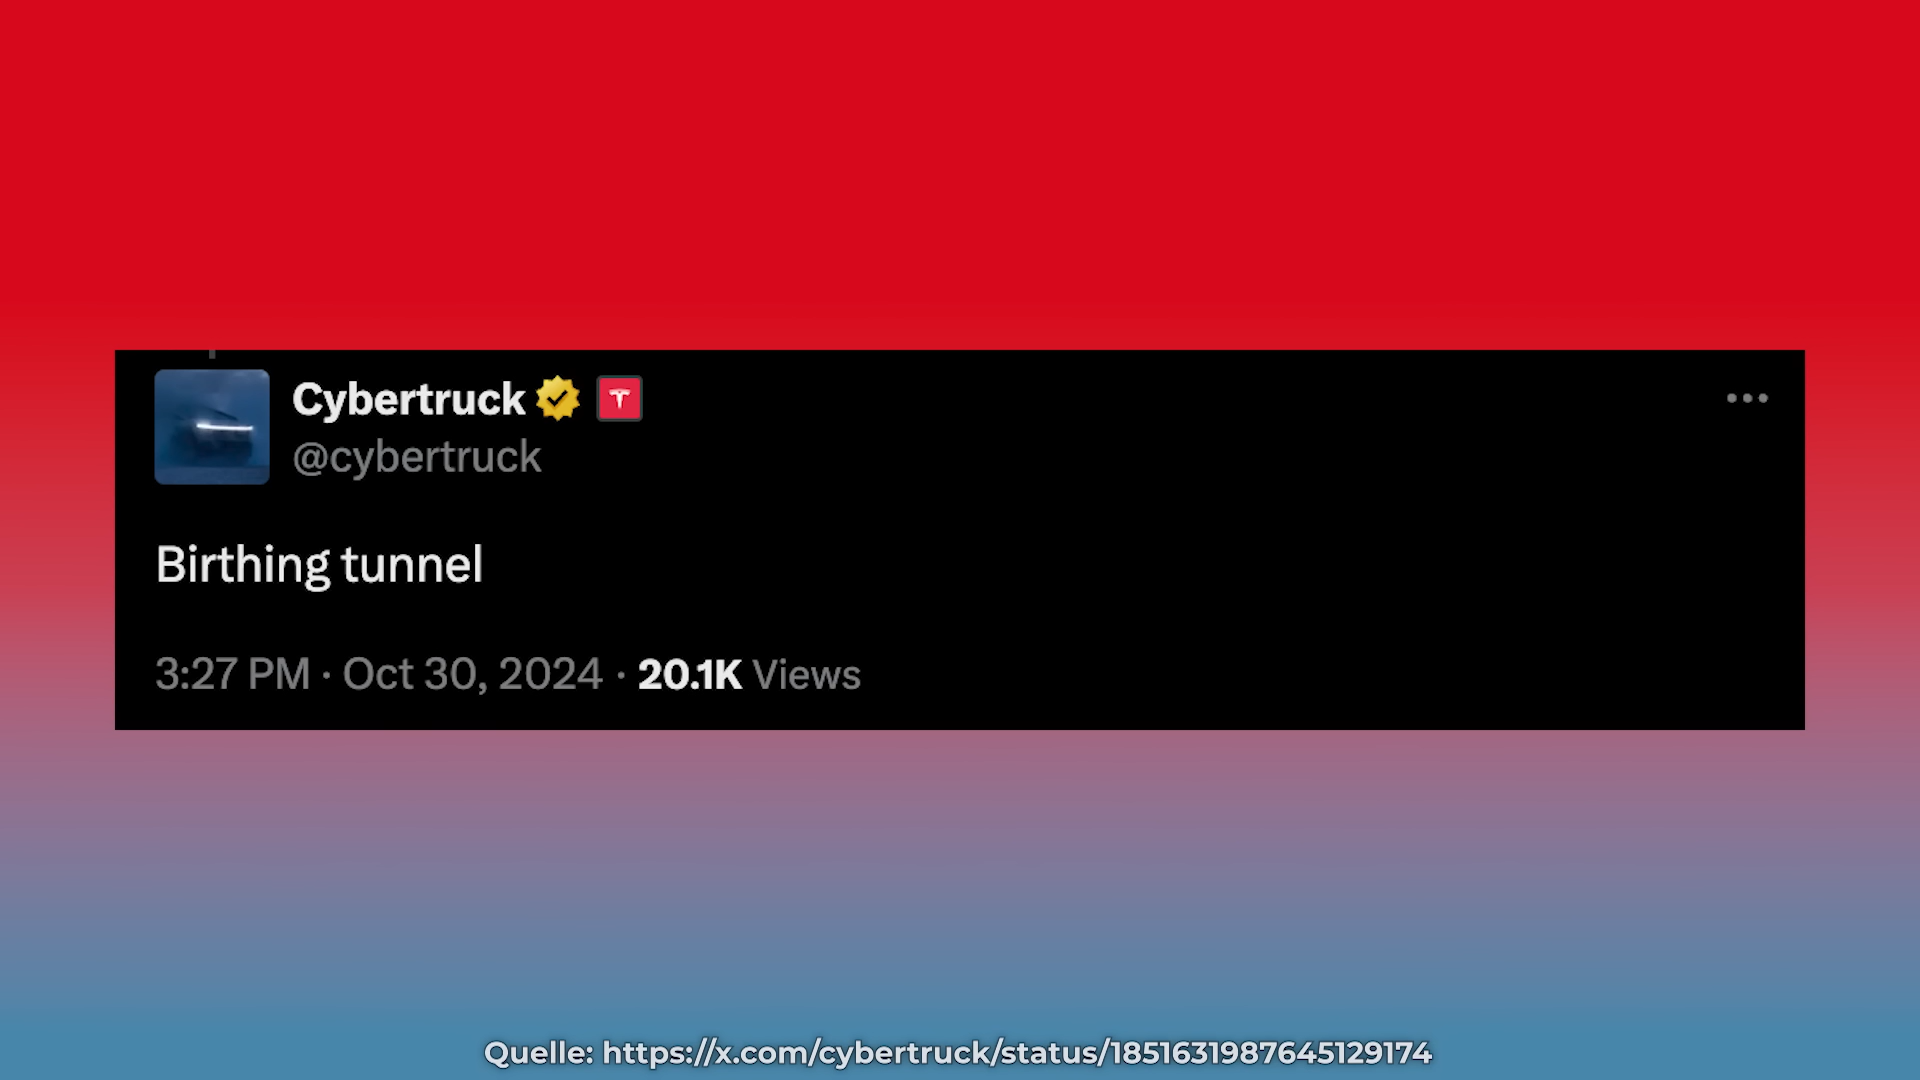 Cybertruck
@cybertruck
Birthing tunnel
3:27 PM · Oct 30, 2024 · 20.1K Views
Quelle: https://x.com/cybertruck/status/1851631987645129174